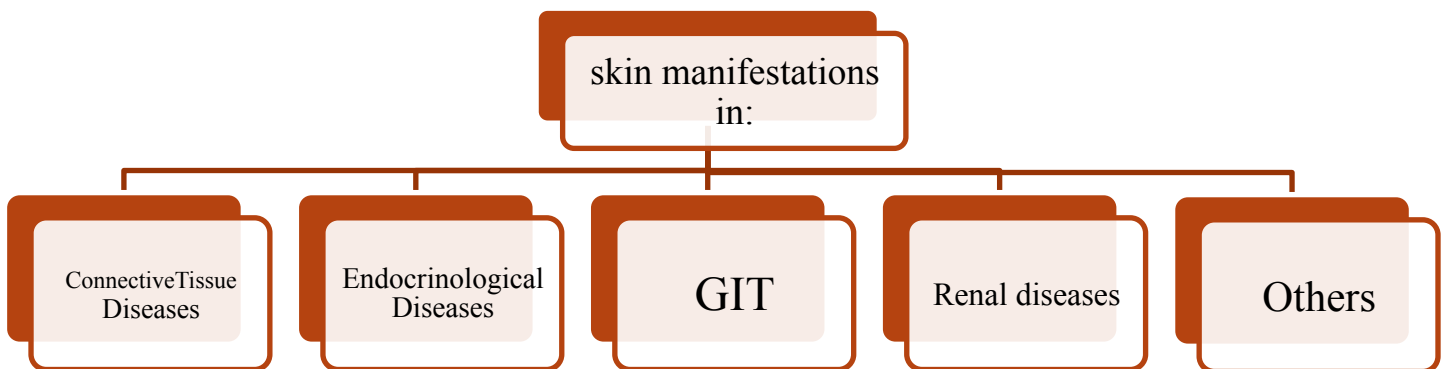 skin manifestations
in:
ConnectiveTissue
Diseases
Endocrinological
Diseases
GIT
Renal diseases
Others